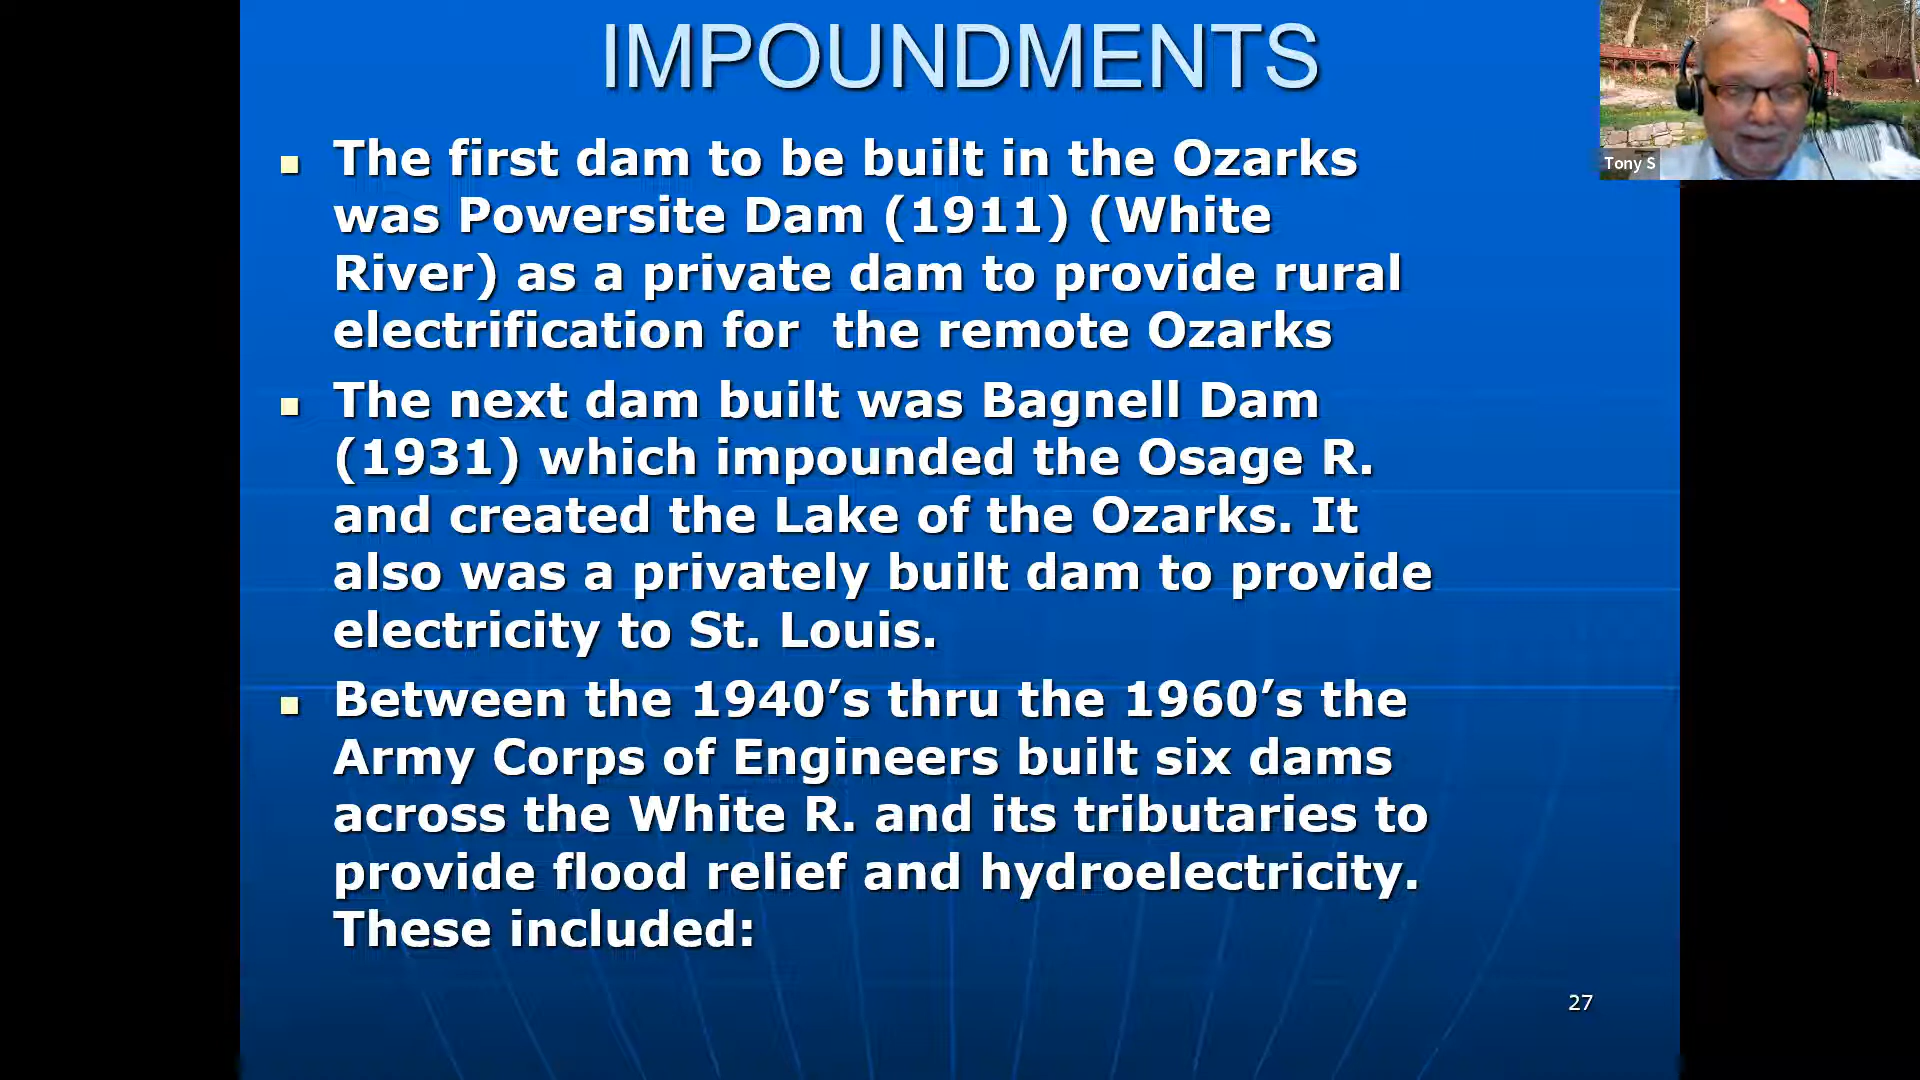 IMPOUNDMENTS
Tony S
The first dam to be built in the Ozarks
was Powersite Dam (1911) (White
River) as a private dam to provide rural
electrification for  the remote Ozarks
The next dam built was Bagnell Dam
(1931) which impounded the Osage R.
and created the Lake of the Ozarks. It
also was a privately built dam to provide
electricity to St. Louis.
Between the 1940’s thru the 1960’s the
Army Corps of Engineers built six dams
across the White R. and its tributaries to
provide flood relief and hydroelectricity.
These included:
27